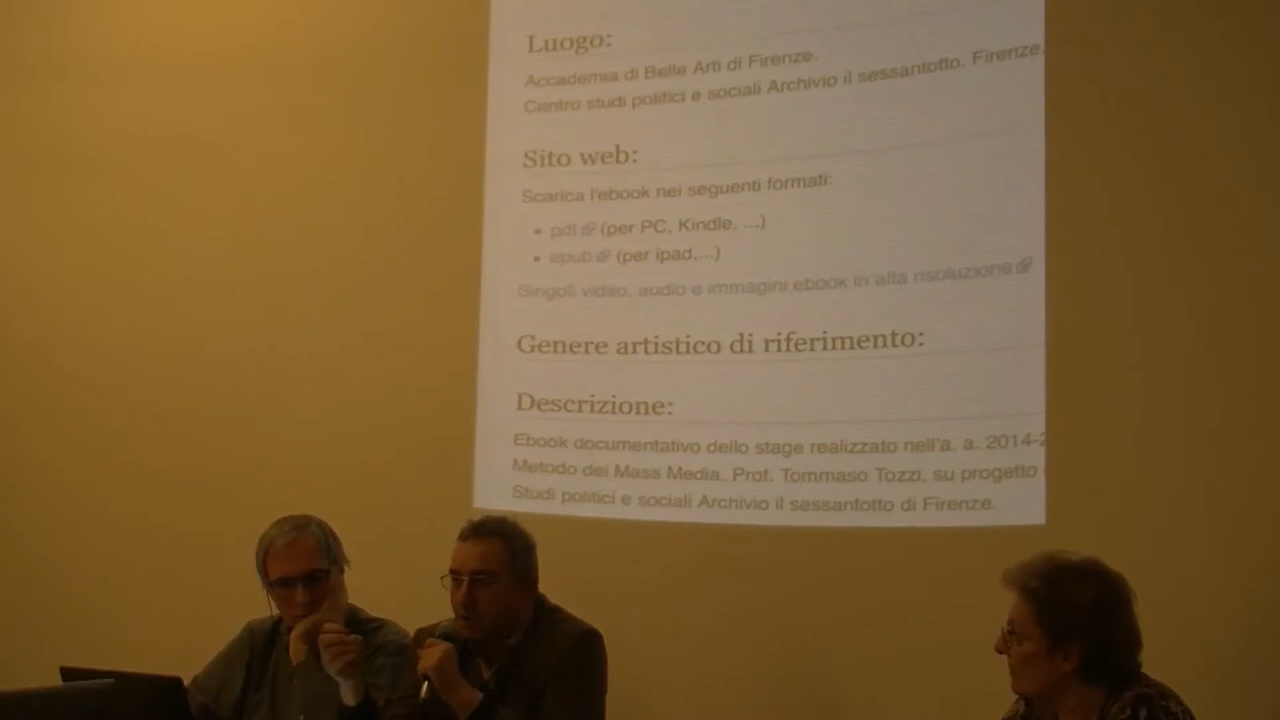 Luogo:
Accademia di Belle Arti di Firenze.
Centro studi politici e sociali Archivio il sessantotto. Firenze.
Sito web:
Scarica l'ebook nei seguenti formati:
pdf (per PC, Kindle, ...)
epub (per ipad,...)
Singoli video, audio e immagini ebook in alta risoluzione
Genere artistico di riferimento:
Descrizione:
Ebook documentativo dello stage realizzato nell'a. a. 2014-2
Metodo dei Mass Media, Prof. Tommaso Tozzi, su progetto
Studi politici e sociali Archivio il sessantotto di Firenze.